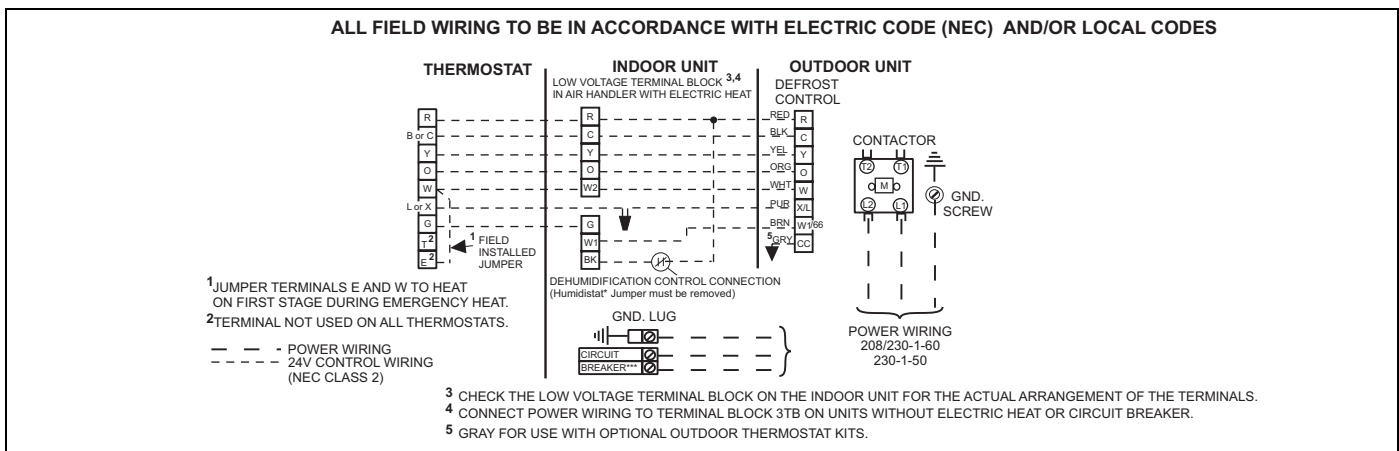 ALL FIELD WIRING TO BE IN ACCORDANCE WITH ELECTRIC CODE (NEC) AND/OR LOCAL CODES
THERMOSTAT
INDOOR UNIT
OUTDOOR UNIT
LOW VOLTAGE TERMINAL BLOCK 3,4
IN AIR HANDLER WITH ELECTRIC HEAT
DEFROST
CONTROL
R
R
RED
R
B or C
C
BLK
C
Y
Y
YEL
Y
O
O
ORG
O
W
W2
WHT
W
L or X
PUR
X/L
G
G
BRN
W1/66
T2
W1
5GRY
CC
E2
BK
1 FIELD
INSTALLED
JUMPER
CONTACTOR
T2
T1
M
L2
L1
GND.
SCREW
DEHUMIDIFICATION CONTROL CONNECTION
(Humidistat* Jumper must be removed)
1JUMPER TERMINALS E AND W TO HEAT
ON FIRST STAGE DURING EMERGENCY HEAT.
2TERMINAL NOT USED ON ALL THERMOSTATS.
GND. LUG
CIRCUIT
BREAKER***
POWER WIRING
208/230-1-60
230-1-50
POWER WIRING
24V CONTROL WIRING
(NEC CLASS 2)
3 CHECK THE LOW VOLTAGE TERMINAL BLOCK ON THE INDOOR UNIT FOR THE ACTUAL ARRANGEMENT OF THE TERMINALS.
4 CONNECT POWER WIRING TO TERMINAL BLOCK 3TB ON UNITS WITHOUT ELECTRIC HEAT OR CIRCUIT BREAKER.
5 GRAY FOR USE WITH OPTIONAL OUTDOOR THERMOSTAT KITS.